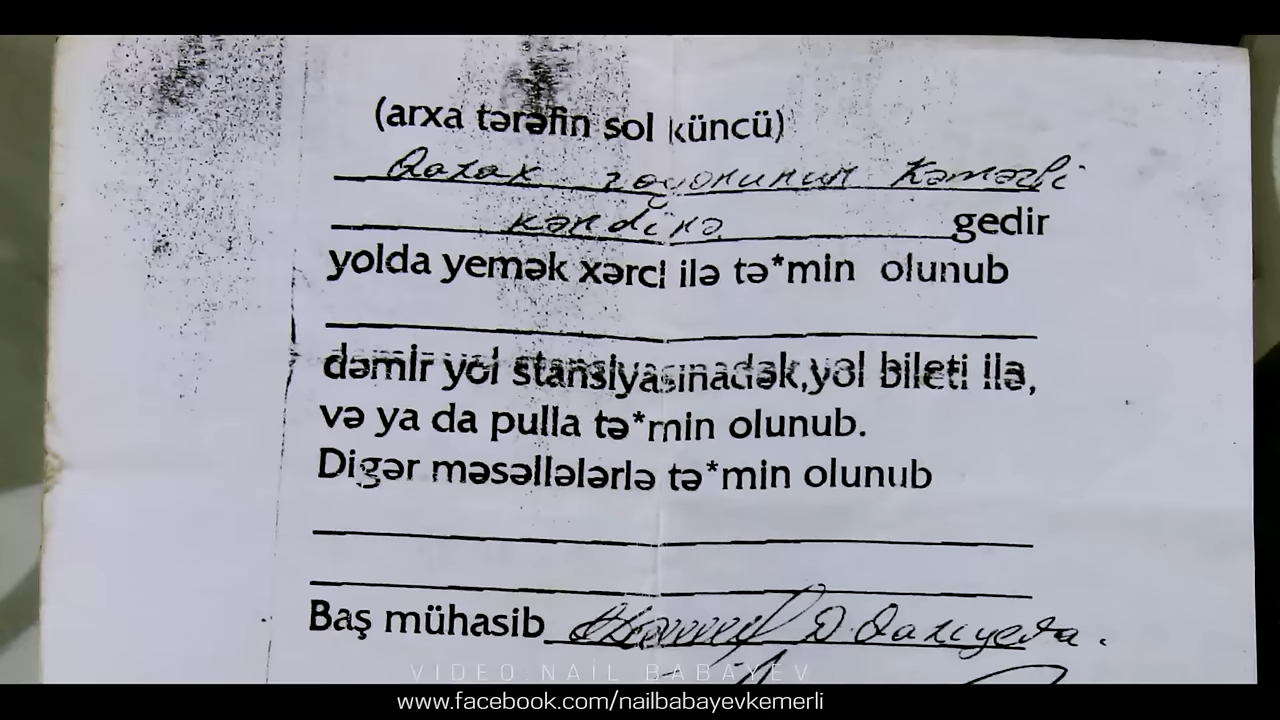 (arxa tərəfin sol küncü)
Qazax rayonunun Kəmərli
kəndinə gedir
yolda yemək xərci ilə tə*min olunub
dəmir yol stansiyasınadək,yol bileti ilə,
və ya da pulla tə*min olunub.
Digər məsəllələrlə tə*min olunub
Baş mühasib D. Qazıyeva.
VIDEO:NAİL BABAYEV
www.facebook.com/nailbabayevkemerli